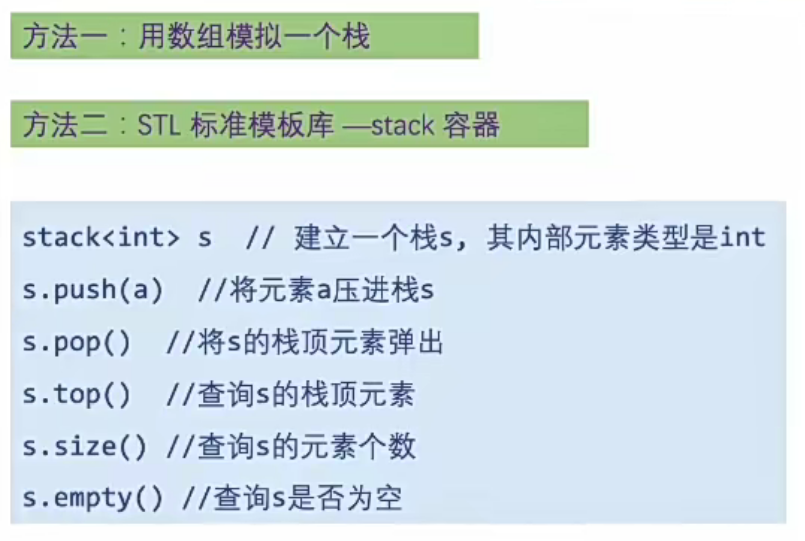 方法一：用数组模拟一个栈
方法二：STL 标准模板库 —stack 容器
stack<int> s  // 建立一个栈s, 其内部元素类型是int
s.push(a)  //将元素a压进栈s
s.pop()  //将s的栈顶元素弹出
s.top()  //查询s的栈顶元素
s.size() //查询s的元素个数
s.empty() //查询s是否为空